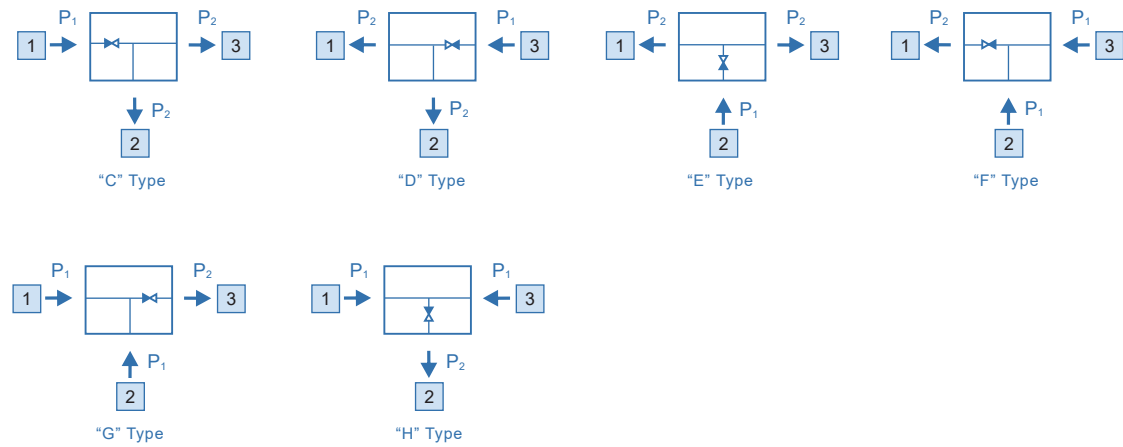 P₁ P₂
1 3
P₂
2
“C” Type
P₂ P₁
1 3
P₂
2
“D” Type
P₂ P₂
1 3
P₁
2
“E” Type
P₂ P₁
1 3
P₁
2
“F” Type
P₁ P₂
1 3
P₁
2
“G” Type
P₁ P₁
1 3
P₂
2
“H” Type